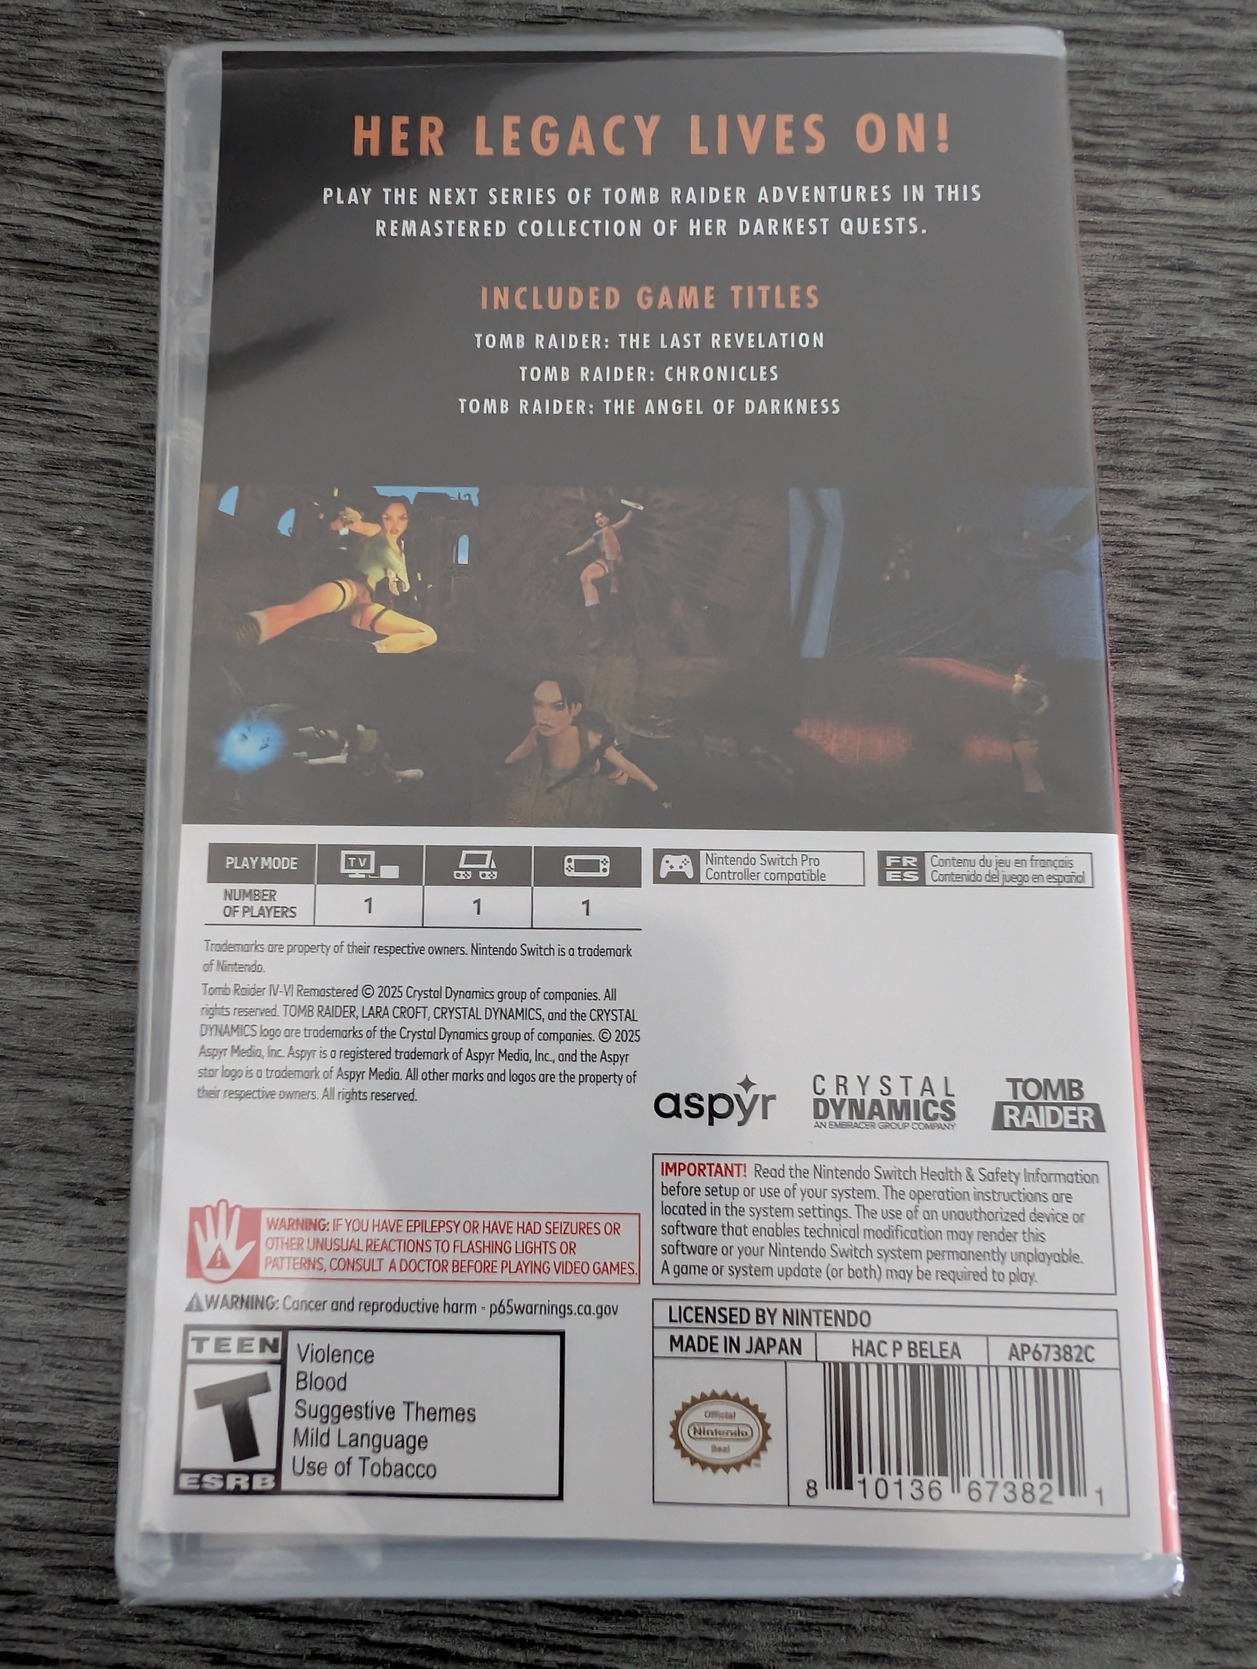 HER LEGACY LIVES ON!
PLAY THE NEXT SERIES OF TOMB RAIDER ADVENTURES IN THIS
REMASTERED COLLECTION OF HER DARKEST QUESTS.
INCLUDED GAME TITLES
TOMB RAIDER: THE LAST REVELATION
TOMB RAIDER: CHRONICLES
TOMB RAIDER: THE ANGEL OF DARKNESS
PLAY MODE
TV
NUMBER
OF PLAYERS
1
1
1
Nintendo Switch Pro
Controller compatible
FR
ES
Contenu du jeu en français
Contenido del juego en español
Trademarks are property of their respective owners. Nintendo Switch is a trademark
of Nintendo.
Tomb Raider IV-VI Remastered © 2025 Crystal Dynamics group of companies. All
rights reserved. TOMB RAIDER, LARA CROFT, CRYSTAL DYNAMICS, and the CRYSTAL
DYNAMICS logo are trademarks of the Crystal Dynamics group of companies. © 2025
Aspyr Media, Inc. Aspyr is a registered trademark of Aspyr Media, Inc., and the Aspyr
star logo is a trademark of Aspyr Media. All other marks and logos are the property of
their respective owners. All rights reserved.
aspyr
CRYSTAL
DYNAMICS
AN EMBRACER GROUP COMPANY
TOMB
RAIDER
IMPORTANT! Read the Nintendo Switch Health & Safety Information
before setup or use of your system. The operation instructions are
located in the system settings. The use of an unauthorized device or
software that enables technical modification may render this
software or your Nintendo Switch system permanently unplayable.
A game or system update (or both) may be required to play.
WARNING: IF YOU HAVE EPILEPSY OR HAVE HAD SEIZURES OR
OTHER UNUSUAL REACTIONS TO FLASHING LIGHTS OR
PATTERNS, CONSULT A DOCTOR BEFORE PLAYING VIDEO GAMES.
WARNING: Cancer and reproductive harm - p65warnings.ca.gov
TEEN
T
ESRB
Violence
Blood
Suggestive Themes
Mild Language
Use of Tobacco
LICENSED BY NINTENDO
MADE IN JAPAN
HAC P BELEA
AP67382C
Official
Nintendo
Seal
8 10136 67382 1